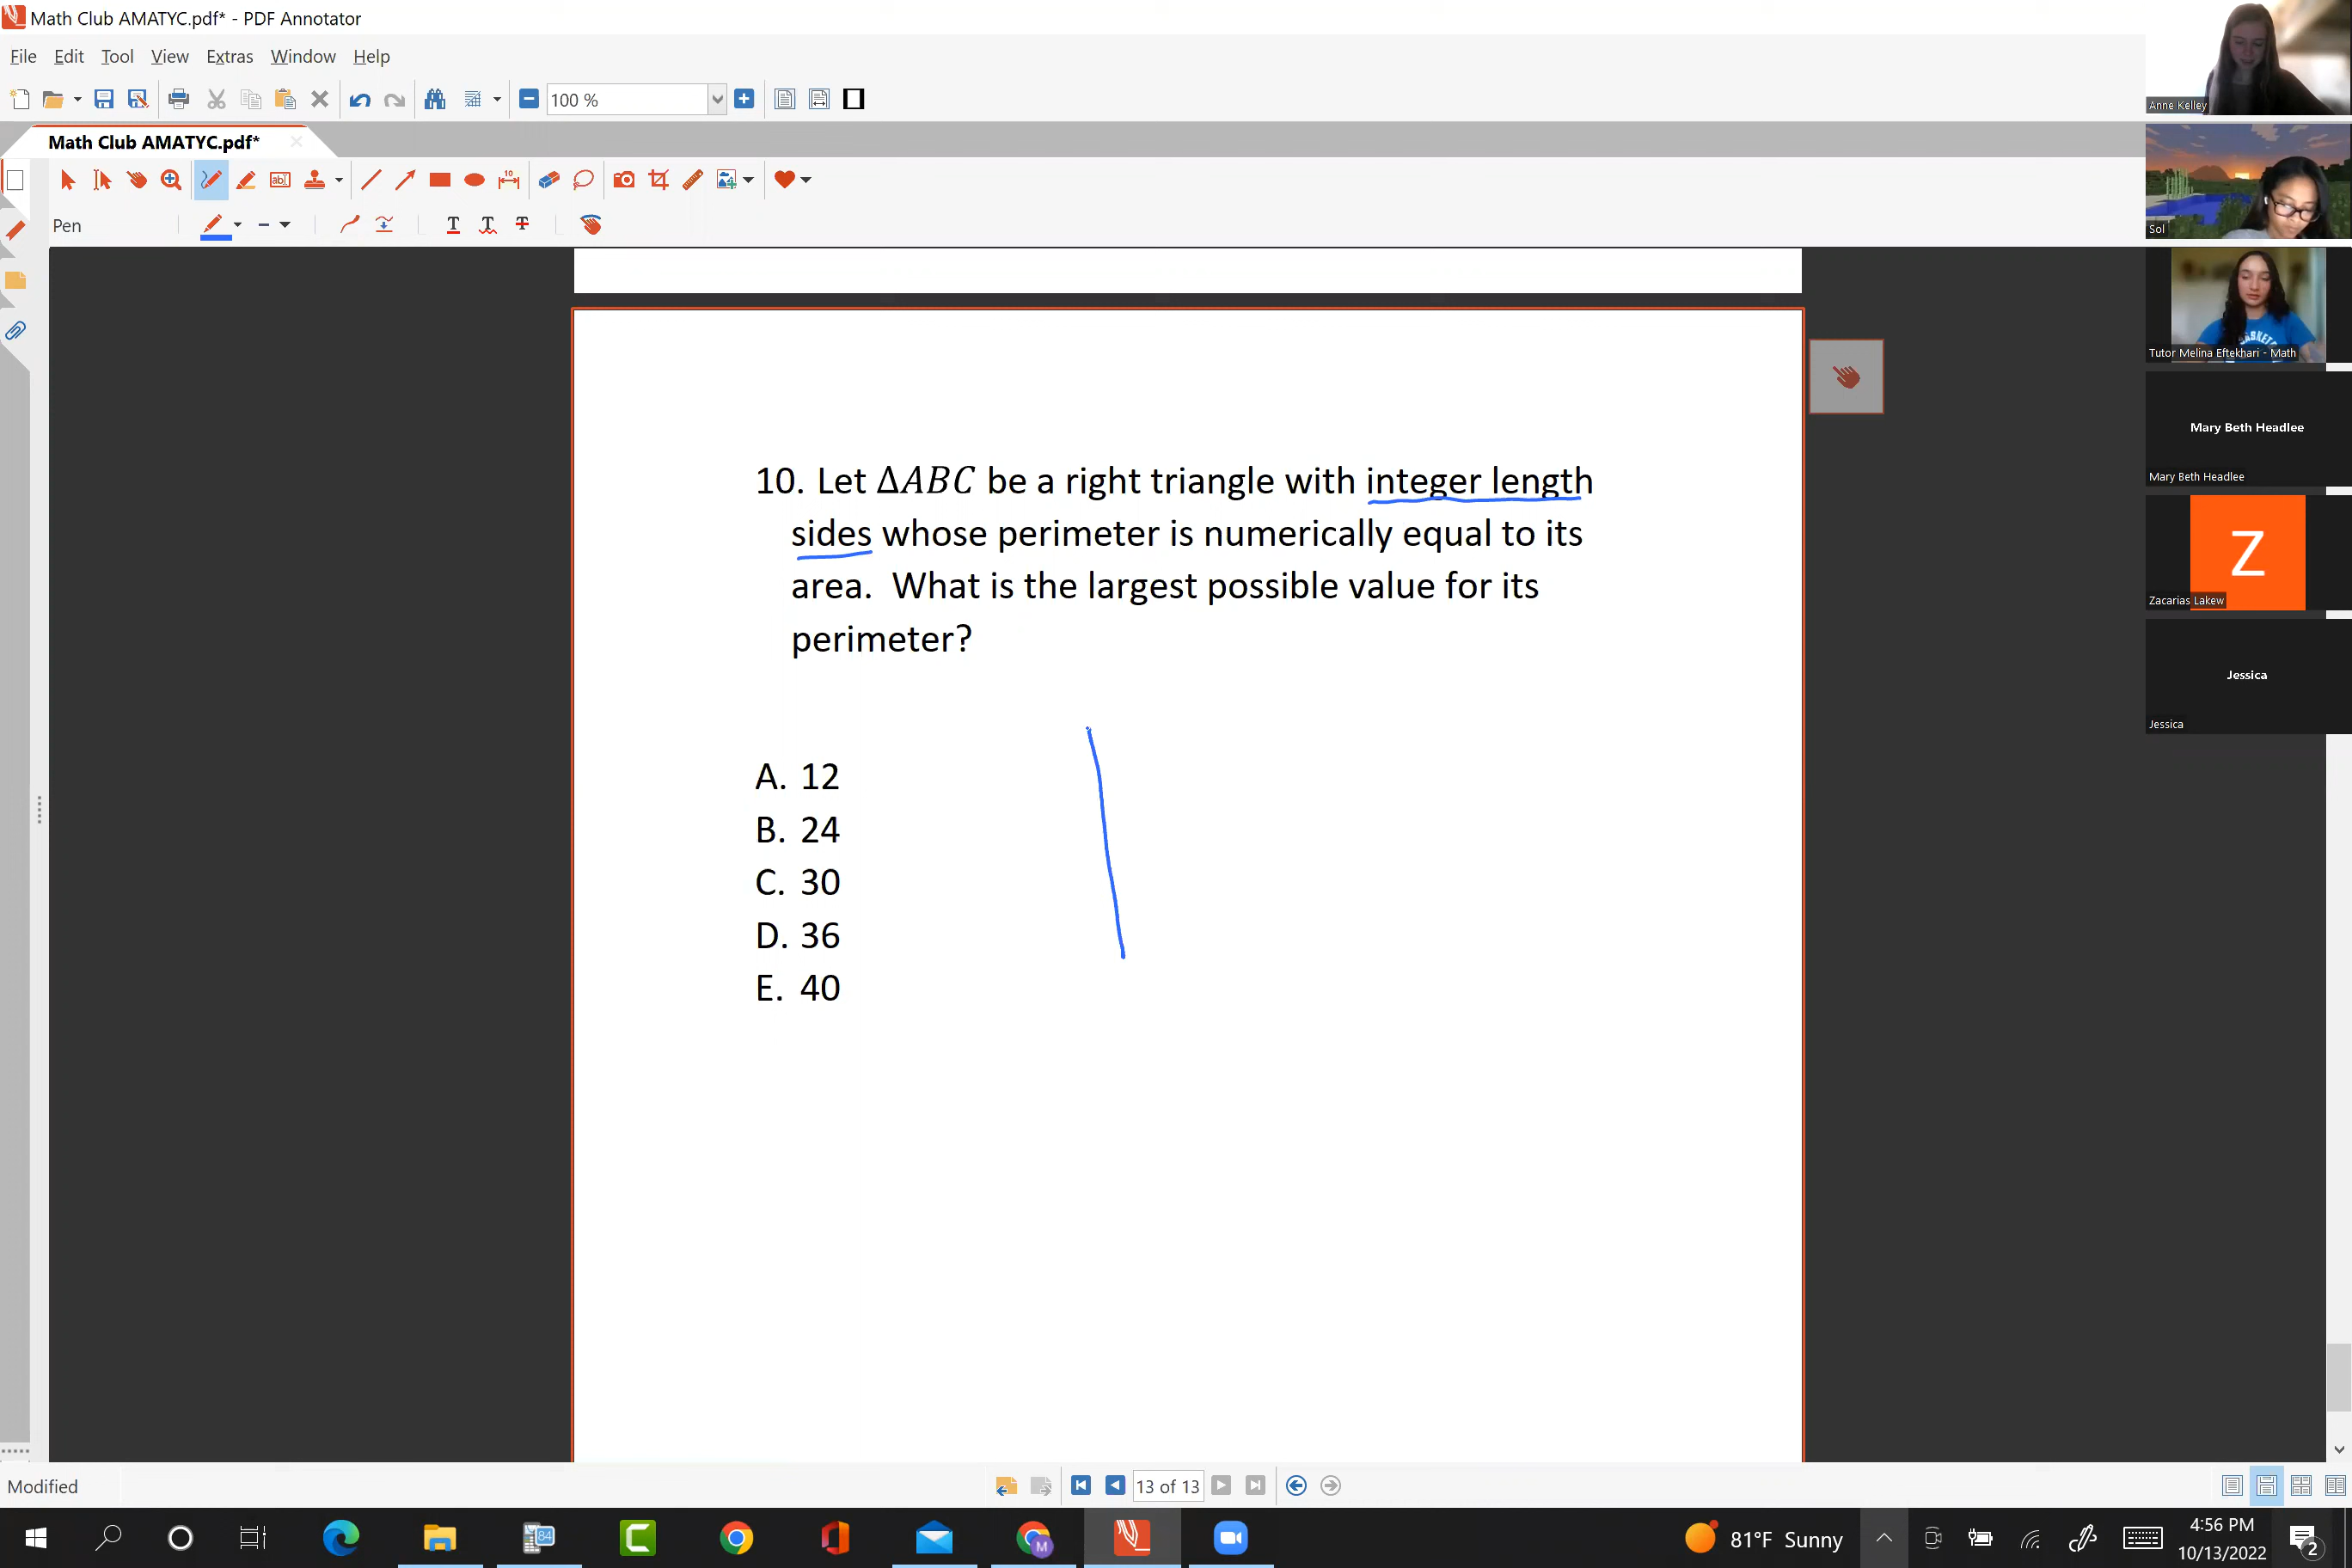 Math Club AMATYC.pdf* - PDF Annotator
File Edit Tool View Extras Window Help
100 %
Math Club AMATYC.pdf*
Pen
10. Let ΔABC be a right triangle with integer length
sides whose perimeter is numerically equal to its
area. What is the largest possible value for its
perimeter?
A. 12
B. 24
C. 30
D. 36
E. 40
Anne Kelley
Sol
Tutor Melina Eftekhari - Math
Mary Beth Headlee
Mary Beth Headlee
Z
Zacarias Lakew
Jessica
Jessica
Modified
13 of 13
84
M
81°F Sunny
4:56 PM
10/13/2022
2